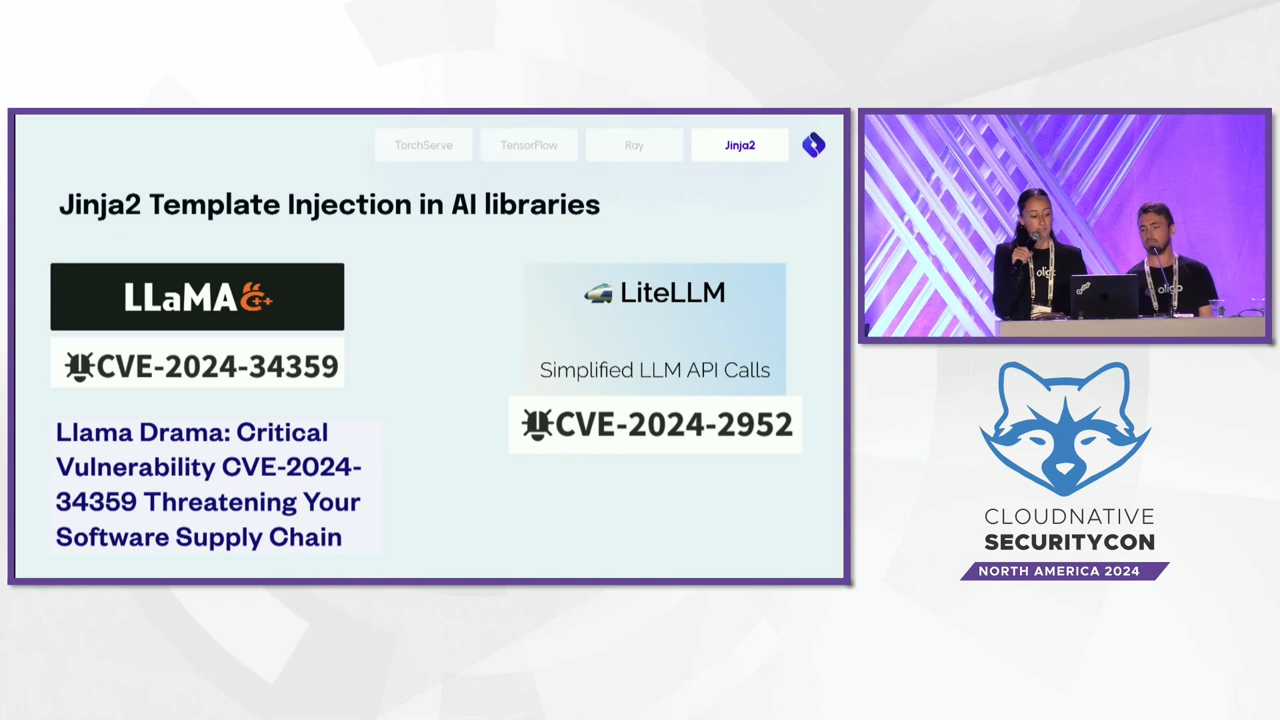 TorchServe
TensorFlow
Ray
Jinja2
Jinja2 Template Injection in AI libraries
LLaMA C++
CVE-2024-34359
Llama Drama: Critical
Vulnerability CVE-2024-
34359 Threatening Your
Software Supply Chain
LiteLLM
Simplified LLM API Calls
CVE-2024-2952
oligo
oligo
CLOUDNATIVE
SECURITYCON
NORTH AMERICA 2024